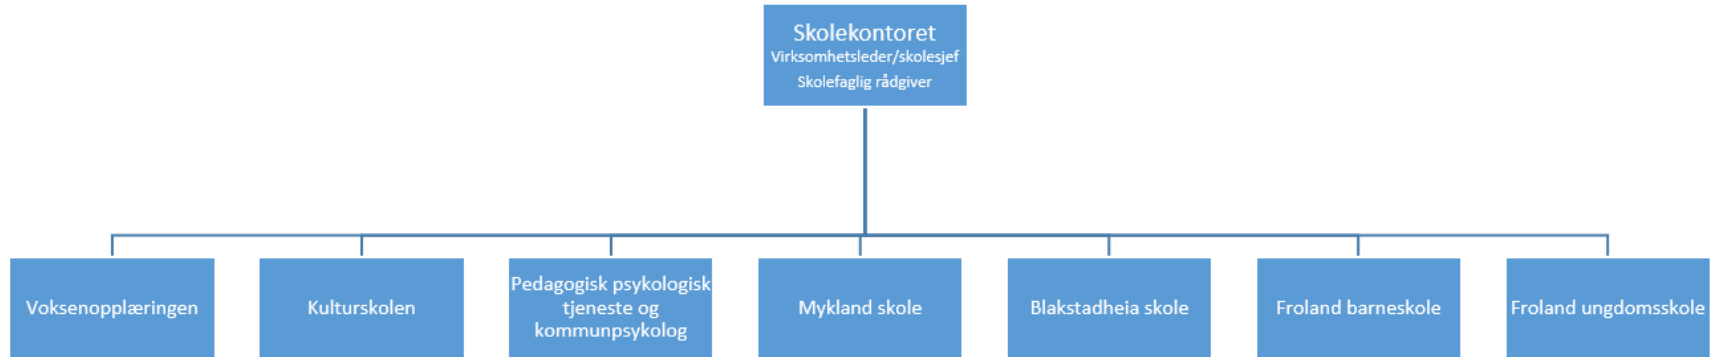 Skolekontoret
Virksomhetsleder/skolesjef
Skolefaglig rådgiver
Voksenopplæringen
Kulturskolen
Pedagogisk psykologisk
tjeneste og
kommunpsykolog
Mykland skole
Blakstadheia skole
Froland barneskole
Froland ungdomsskole